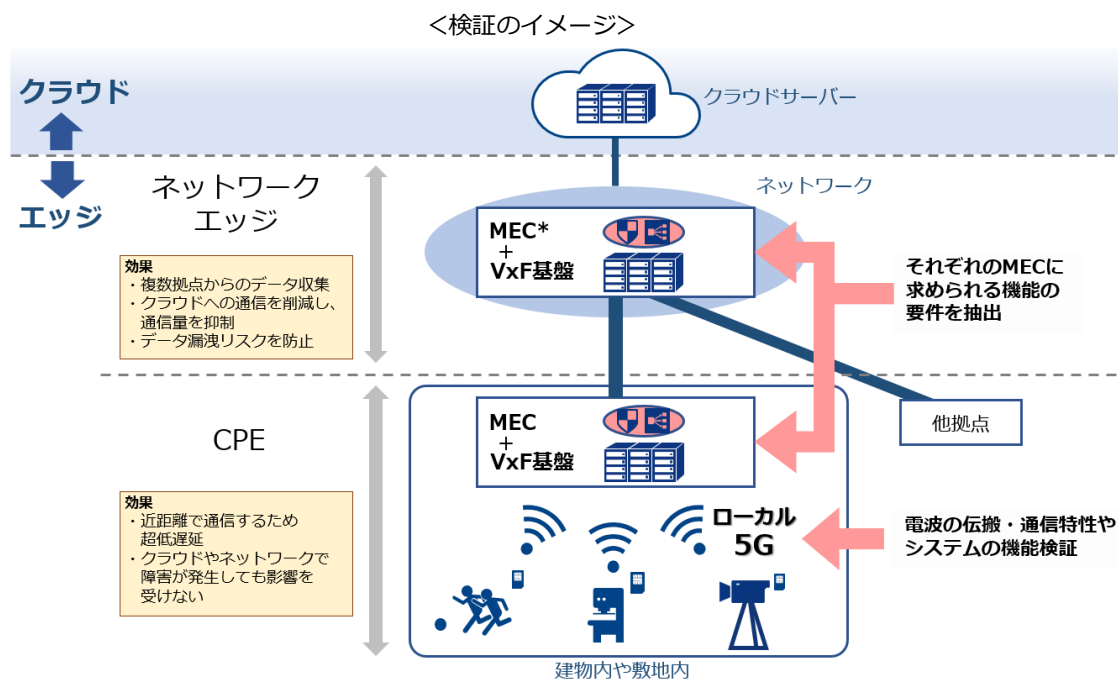 <検証のイメージ>
クラウド
クラウドサーバー
エッジ
ネットワーク
エッジ
ネットワーク
効果
・複数拠点からのデータ収集
・クラウドへの通信を削減し、
通信量を抑制
・データ漏洩リスクを防止
MEC*
+
VxF基盤
それぞれのMECに
求められる機能の
要件を抽出
CPE
MEC
+
VxF基盤
他拠点
効果
・近距離で通信するため
超低遅延
・クラウドやネットワークで
障害が発生しても影響を
受けない
ローカル
5G
電波の伝搬・通信特性や
システムの機能検証
建物内や敷地内